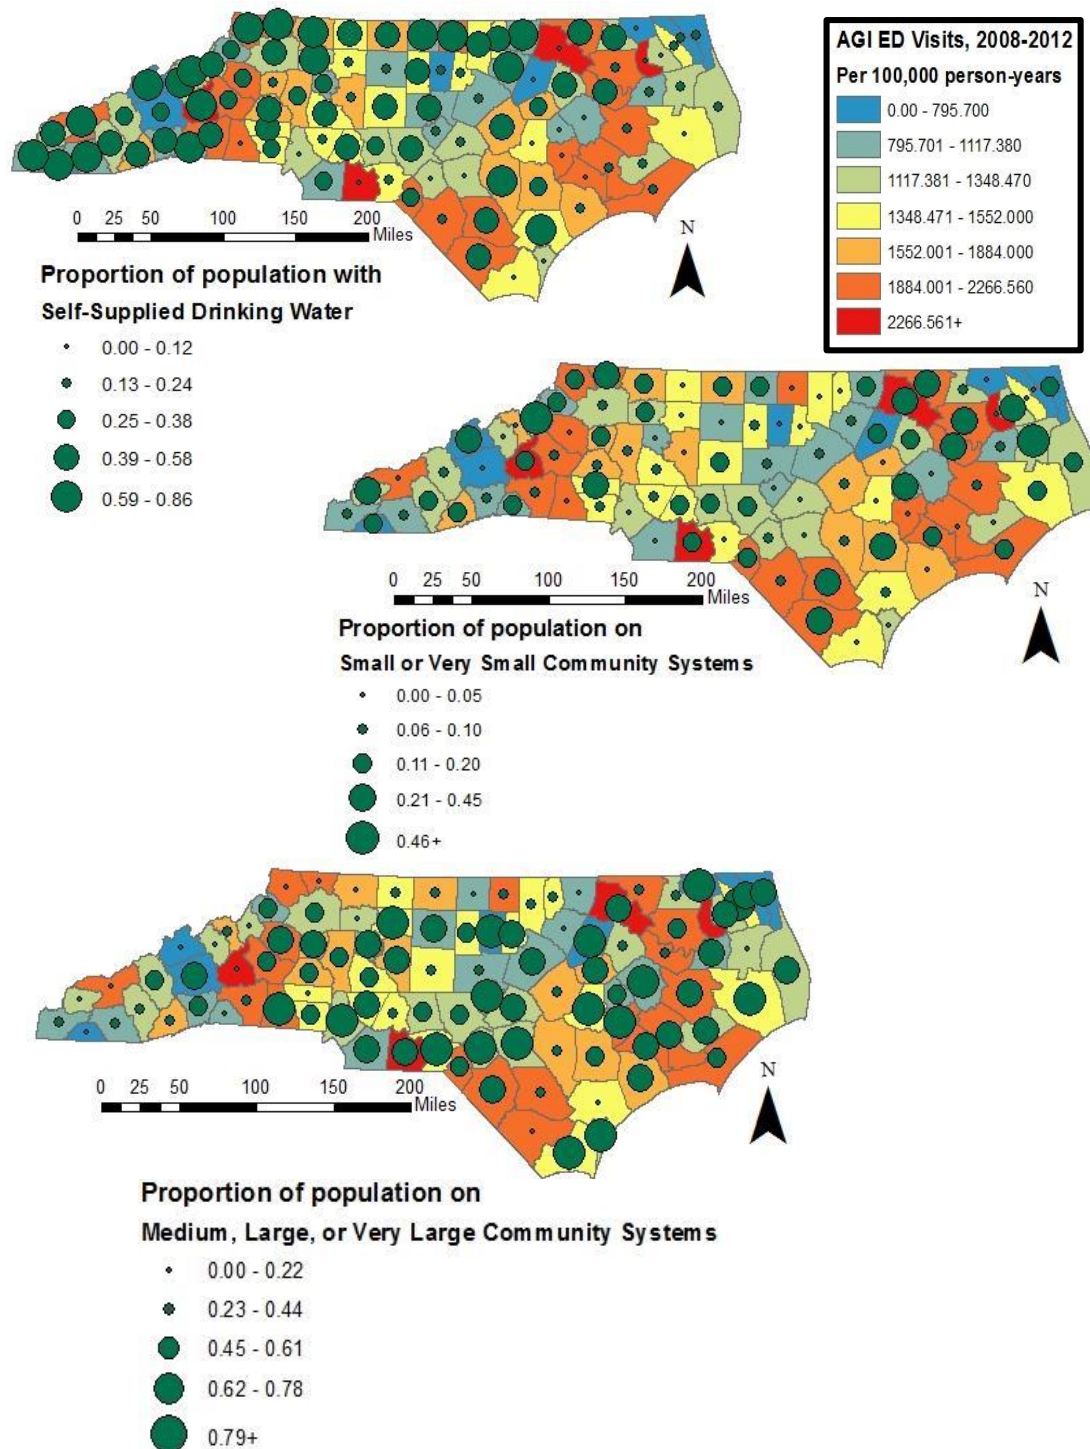 AGI ED Visits, 2008-2012
Per 100,000 person-years
0.00 - 795.700
795.701 - 1117.380
1117.381 - 1348.470
1348.471 - 1552.000
1552.001 - 1884.000
1884.001 - 2266.560
2266.561+
0 25 50 100 150 200
Miles
N
Proportion of population with
Self-Supplied Drinking Water
0.00 - 0.12
0.13 - 0.24
0.25 - 0.38
0.39 - 0.58
0.59 - 0.86
0 25 50 100 150 200
Miles
N
Proportion of population on
Small or Very Small Community Systems
0.00 - 0.05
0.06 - 0.10
0.11 - 0.20
0.21 - 0.45
0.46+
0 25 50 100 150 200
Miles
N
Proportion of population on
Medium, Large, or Very Large Community Systems
0.00 - 0.22
0.23 - 0.44
0.45 - 0.61
0.62 - 0.78
0.79+